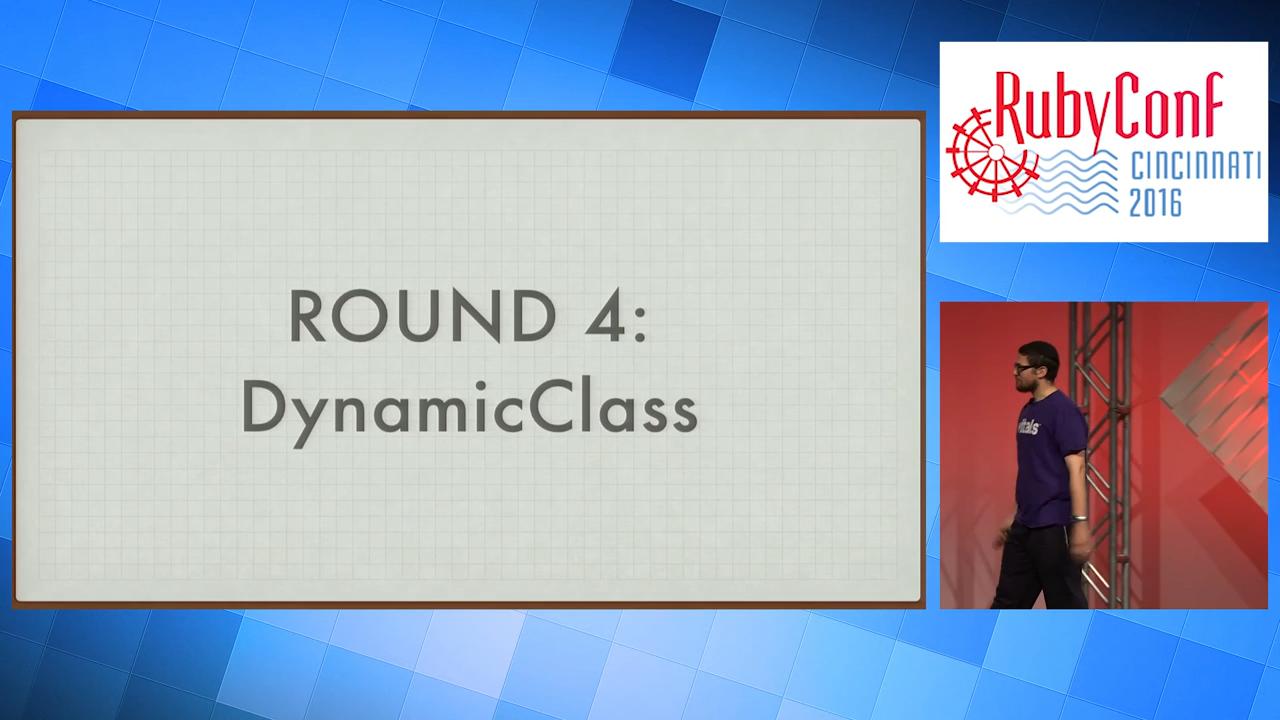 ROUND 4:
DynamicClass
RubyConf
CINCINNATI
2016